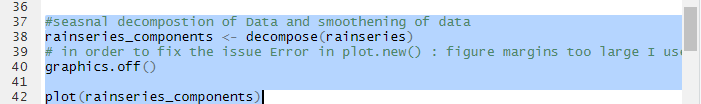 36
37 #seasnal decompostion of Data and smoothening of data
38 rainseries_components <- decompose(rainseries)
39 # in order to fix the issue Error in plot.new() : figure margins too large I use
40 graphics.off()
41
42 plot(rainseries_components)